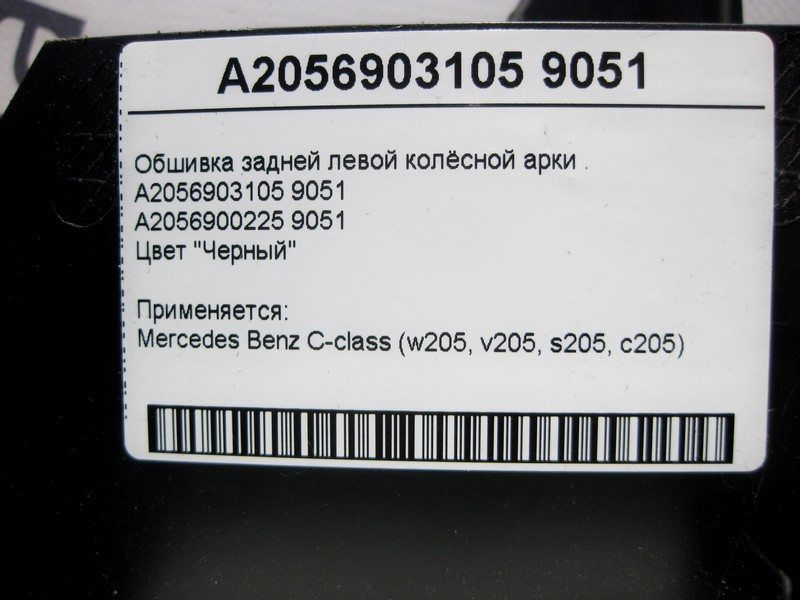 A2056903105 9051
Обшивка задней левой колёсной арки
A2056903105 9051
A2056900225 9051
Цвет "Черный"
Применяется:
Mercedes Benz C-class (w205, v205, s205, c205)